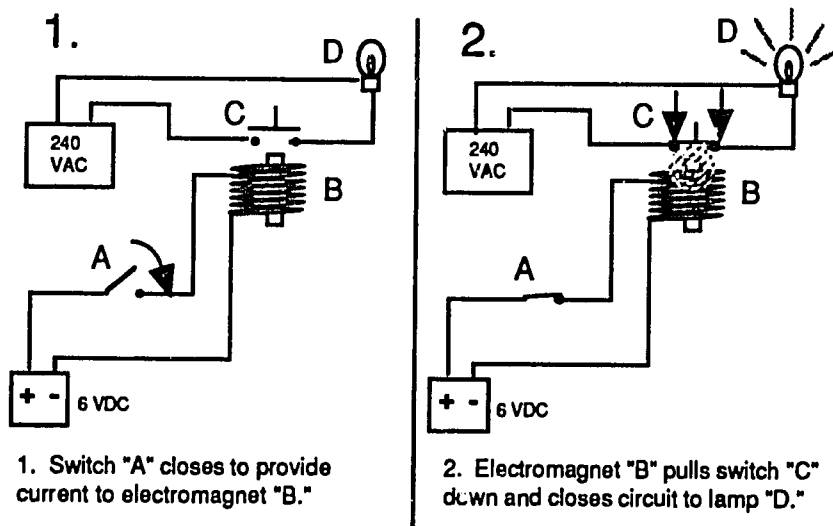 1.
D
C
240
VAC
B
A
+ -
6 VDC
1. Switch "A" closes to provide
current to electromagnet "B."
2.
D
C
240
VAC
B
A
+ -
6 VDC
2. Electromagnet "B" pulls switch "C"
down and closes circuit to lamp "D."